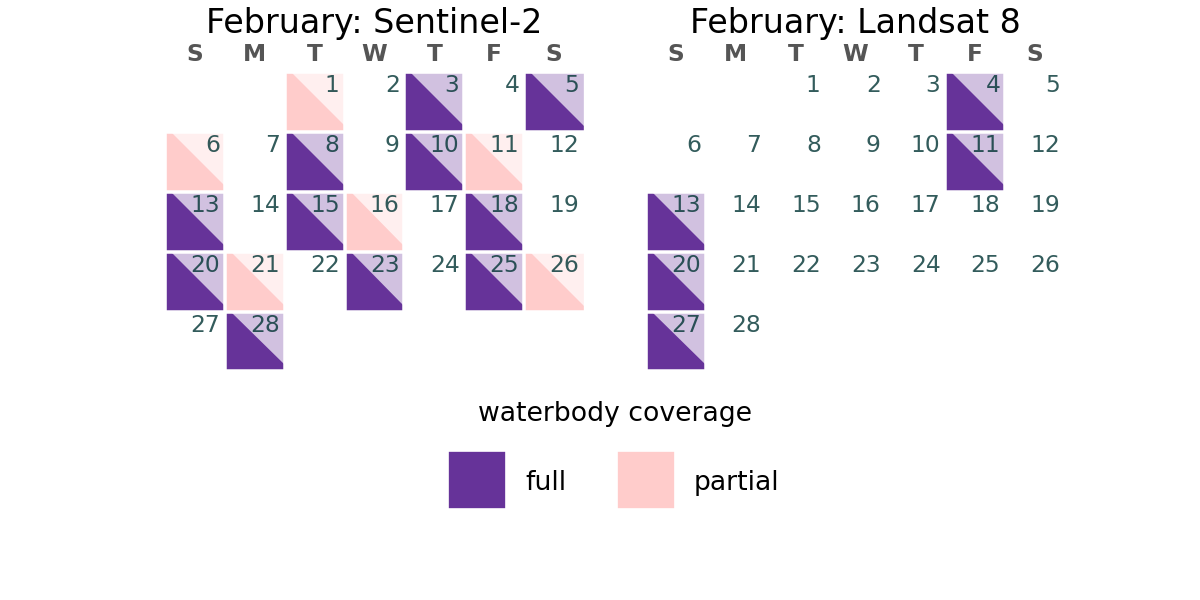 February: Sentinel-2
S M T W T F S
1 2 3 4 5
6 7 8 9 10 11 12
13 14 15 16 17 18 19
20 21 22 23 24 25 26
27 28
February: Landsat 8
S M T W T F S
1 2 3 4 5
6 7 8 9 10 11 12
13 14 15 16 17 18 19
20 21 22 23 24 25 26
27 28
waterbody coverage
full partial